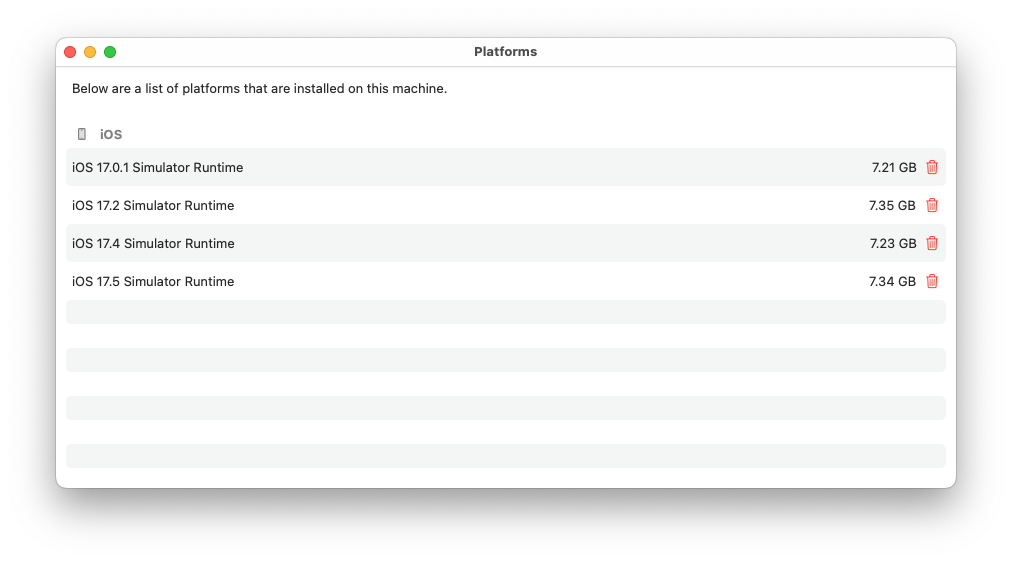 Platforms
Below are a list of platforms that are installed on this machine.
iOS
iOS 17.0.1 Simulator Runtime 7.21 GB
iOS 17.2 Simulator Runtime 7.35 GB
iOS 17.4 Simulator Runtime 7.23 GB
iOS 17.5 Simulator Runtime 7.34 GB